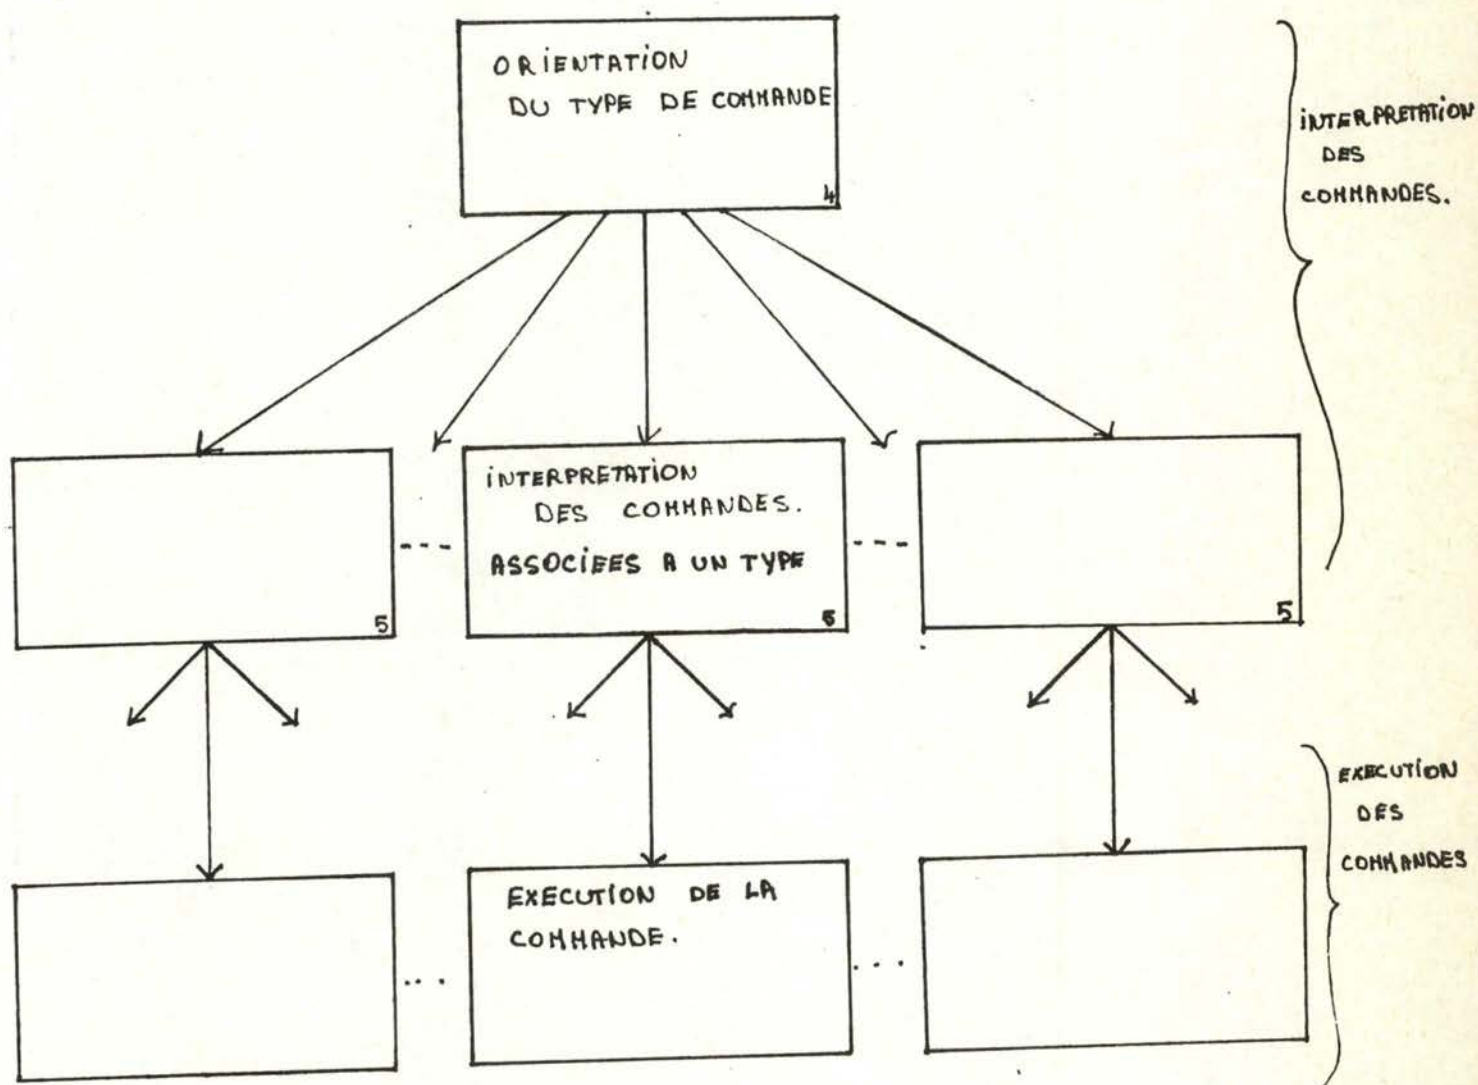 ORIENTATION
DU TYPE DE COMMANDE
4
INTERPRETATION
DES
COMMANDES.
5
INTERPRETATION
DES COMMANDES.
ASSOCIEES A UN TYPE
5
5
EXECUTION
DES
COMMANDES
EXECUTION DE LA
COMMANDE.